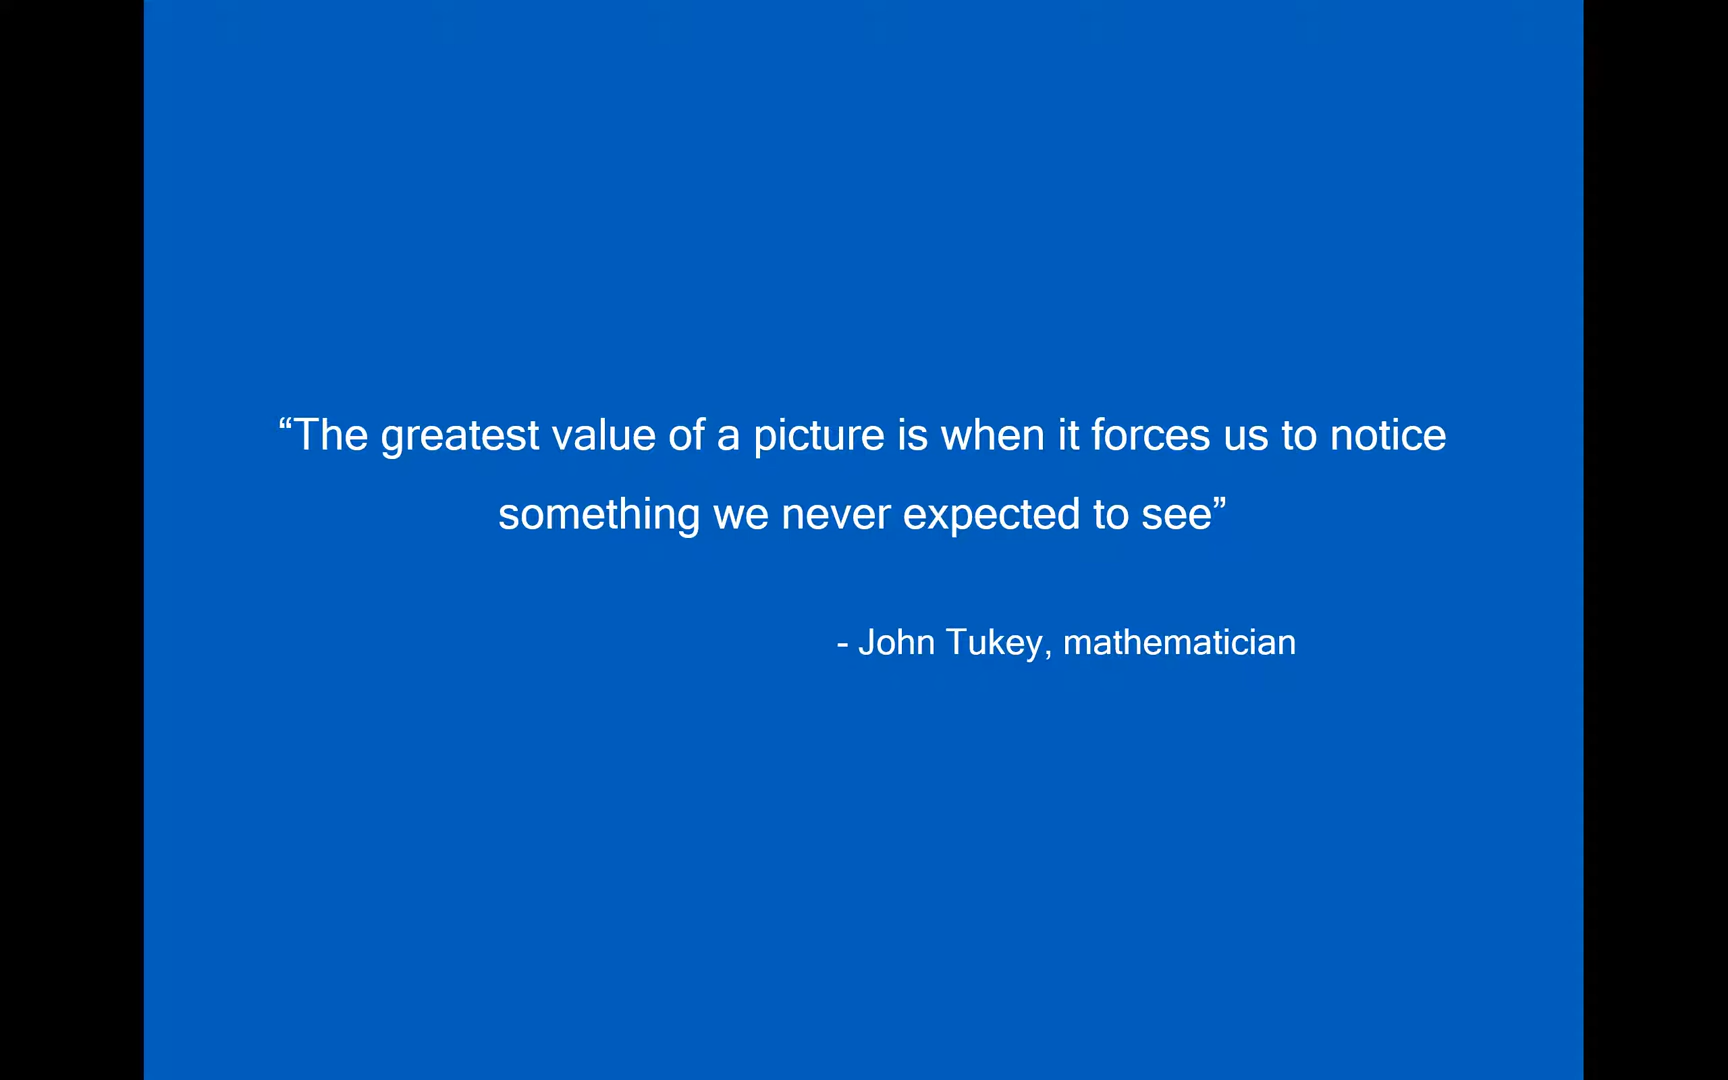 “The greatest value of a picture is when it forces us to notice
something we never expected to see”
- John Tukey, mathematician